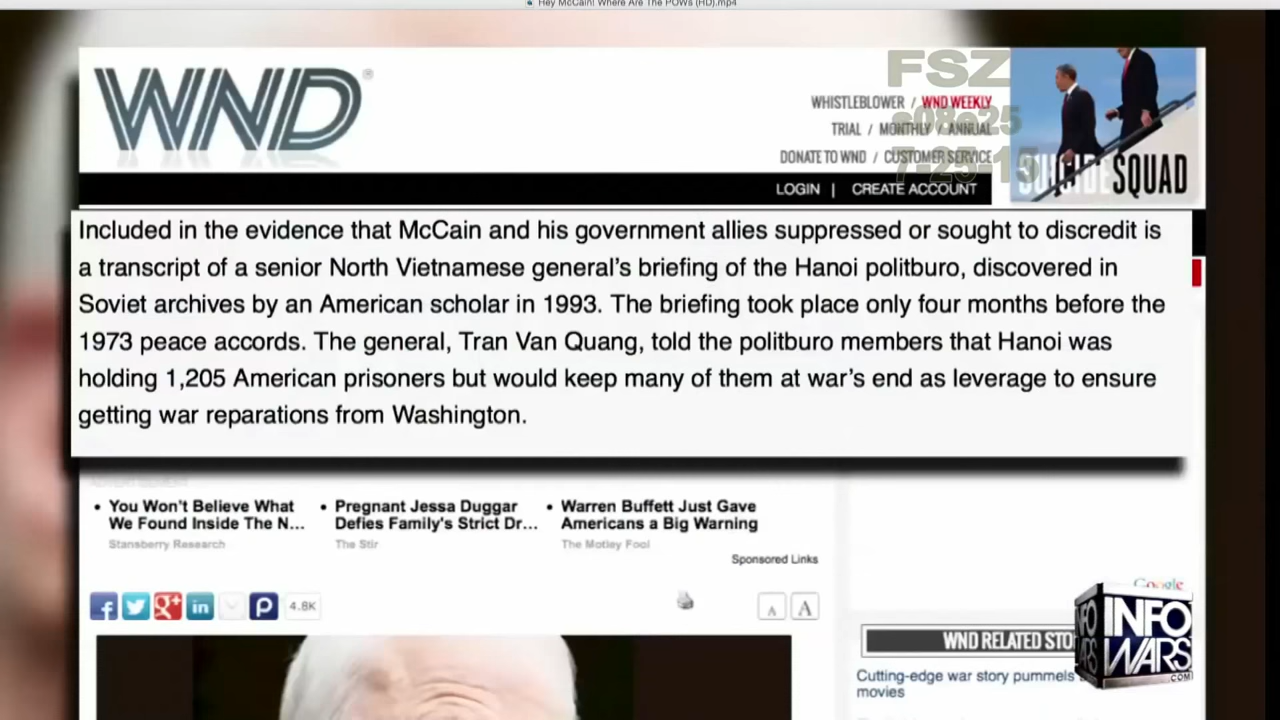 Hey McCain! Where Are The POWs (HD).mp4
WND®
FSZ
WHISTLEBLOWER / WND WEEKLY
s08e25
TRIAL / MONTHLY / ANNUAL
DONATE TO WND / CUSTOMER SERVICE
7-25-15
SUICIDE SQUAD
LOGIN | CREATE ACCOUNT
Included in the evidence that McCain and his government allies suppressed or sought to discredit is
a transcript of a senior North Vietnamese general’s briefing of the Hanoi politburo, discovered in
Soviet archives by an American scholar in 1993. The briefing took place only four months before the
1973 peace accords. The general, Tran Van Quang, told the politburo members that Hanoi was
holding 1,205 American prisoners but would keep many of them at war’s end as leverage to ensure
getting war reparations from Washington.
ADVERTISEMENT
• You Won't Believe What
We Found Inside The N...
Stansberry Research
• Pregnant Jessa Duggar
Defies Family's Strict Dr...
The Stir
• Warren Buffett Just Gave
Americans a Big Warning
The Motley Fool
Sponsored Links
4.8K
A A
Google
WND RELATED STO
Cutting-edge war story pummels
movies
INFO
WARS
.COM